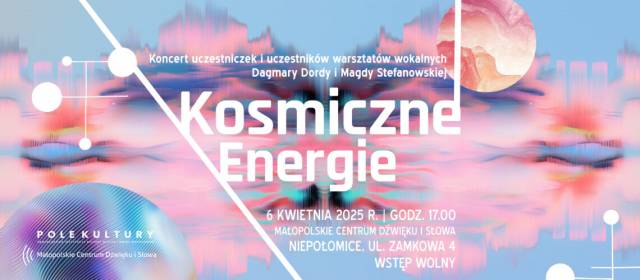 Koncert uczestniczek i uczestników warsztatów wokalnych
Dagmary Dordy i Magdy Stefanowskiej
Kosmiczne
Energie
6 KWIETNIA 2025 R. | GODZ. 17.00
MAŁOPOLSKIE CENTRUM DŹWIĘKU I SŁOWA
NIEPOŁOMICE, UL. ZAMKOWA 4
WSTĘP WOLNY
POLE KULTURY
Małopolskie Centrum Dźwięku i Słowa